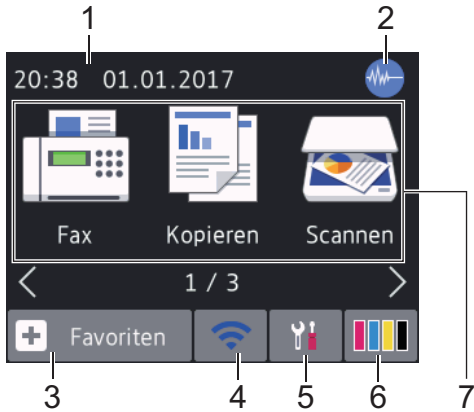 1 2
20:38 01.01.2017
Fax Kopieren Scannen
1 / 3
Favoriten
3 4 5 6 7